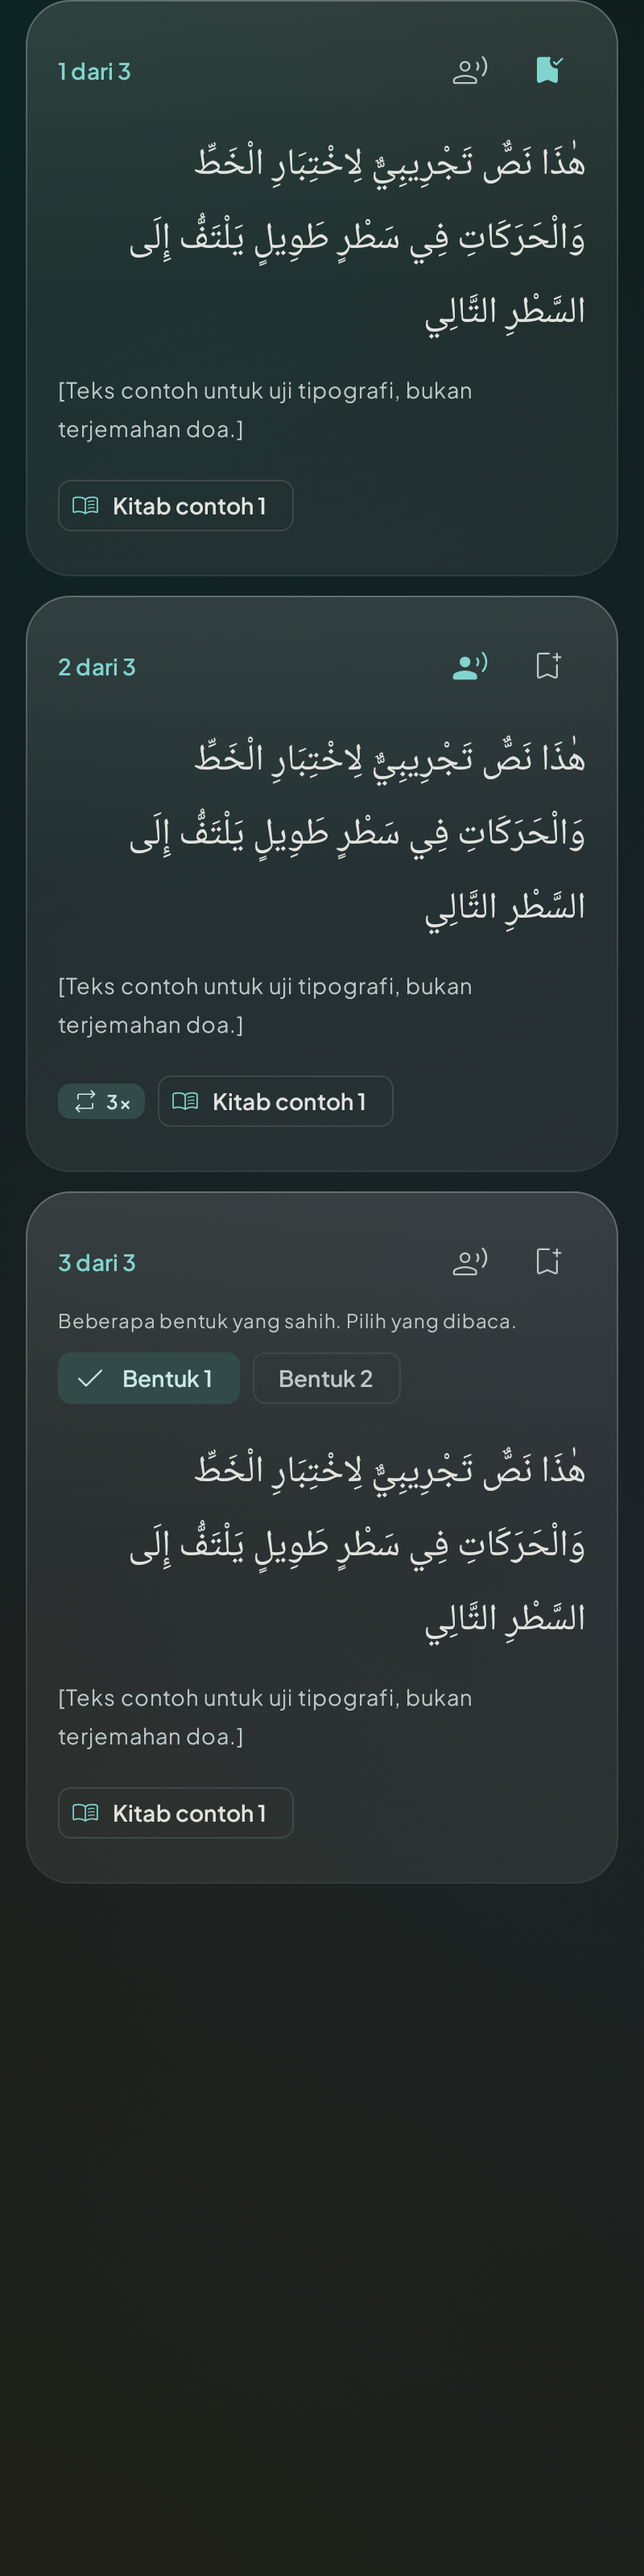 1 dari 3
هٰذَا نَصٌّ تَجْرِيبِيٌّ لِاخْتِبَارِ الْخَطِّ
وَالْحَرَكَاتِ فِي سَطْرٍ طَوِيلٍ يَلْتَفُّ إِلَى
السَّطْرِ التَّالِي
[Teks contoh untuk uji tipografi, bukan
terjemahan doa.]
Kitab contoh 1
2 dari 3
هٰذَا نَصٌّ تَجْرِيبِيٌّ لِاخْتِبَارِ الْخَطِّ
وَالْحَرَكَاتِ فِي سَطْرٍ طَوِيلٍ يَلْتَفُّ إِلَى
السَّطْرِ التَّالِي
[Teks contoh untuk uji tipografi, bukan
terjemahan doa.]
3× Kitab contoh 1
3 dari 3
Beberapa bentuk yang sahih. Pilih yang dibaca.
Bentuk 1 Bentuk 2
هٰذَا نَصٌّ تَجْرِيبِيٌّ لِاخْتِبَارِ الْخَطِّ
وَالْحَرَكَاتِ فِي سَطْرٍ طَوِيلٍ يَلْتَفُّ إِلَى
السَّطْرِ التَّالِي
[Teks contoh untuk uji tipografi, bukan
terjemahan doa.]
Kitab contoh 1